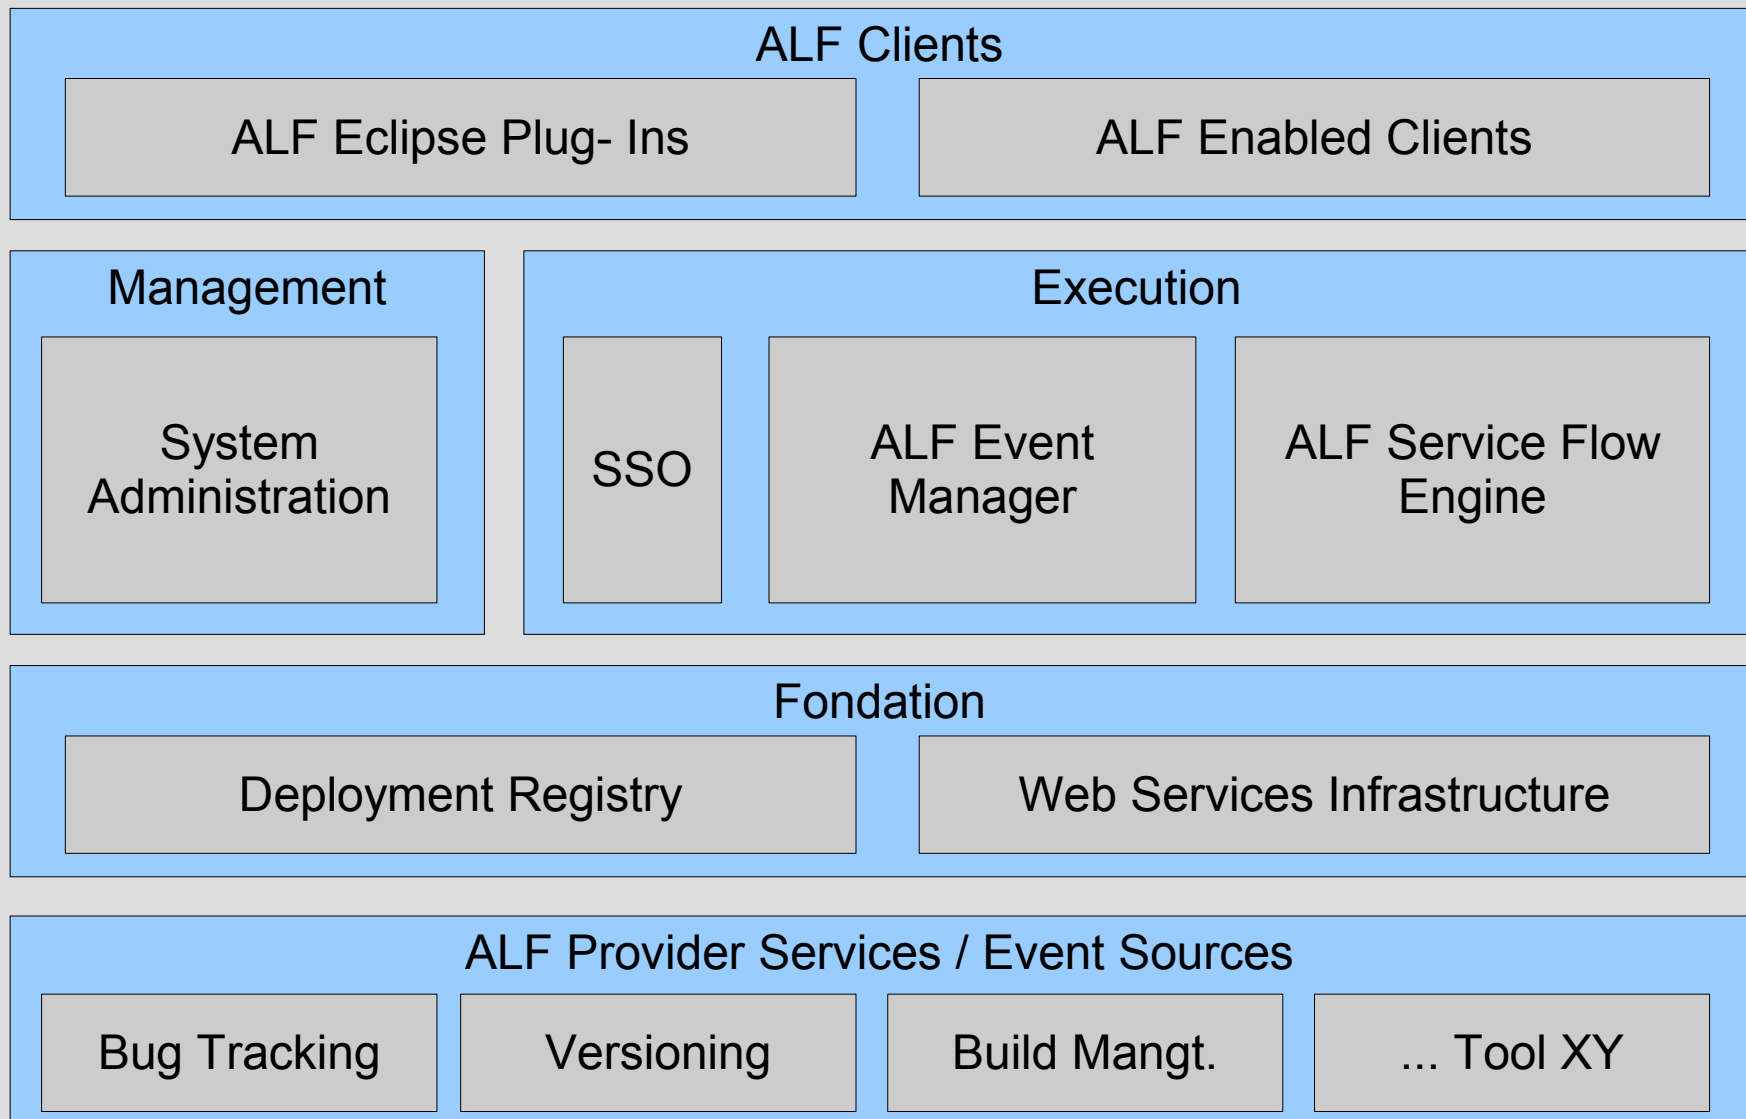 ALF Clients
ALF Eclipse Plug- Ins
ALF Enabled Clients
Management
System
Administration
Execution
SSO
ALF Event
Manager
ALF Service Flow
Engine
Fondation
Deployment Registry
Web Services Infrastructure
ALF Provider Services / Event Sources
Bug Tracking
Versioning
Build Mangt.
... Tool XY